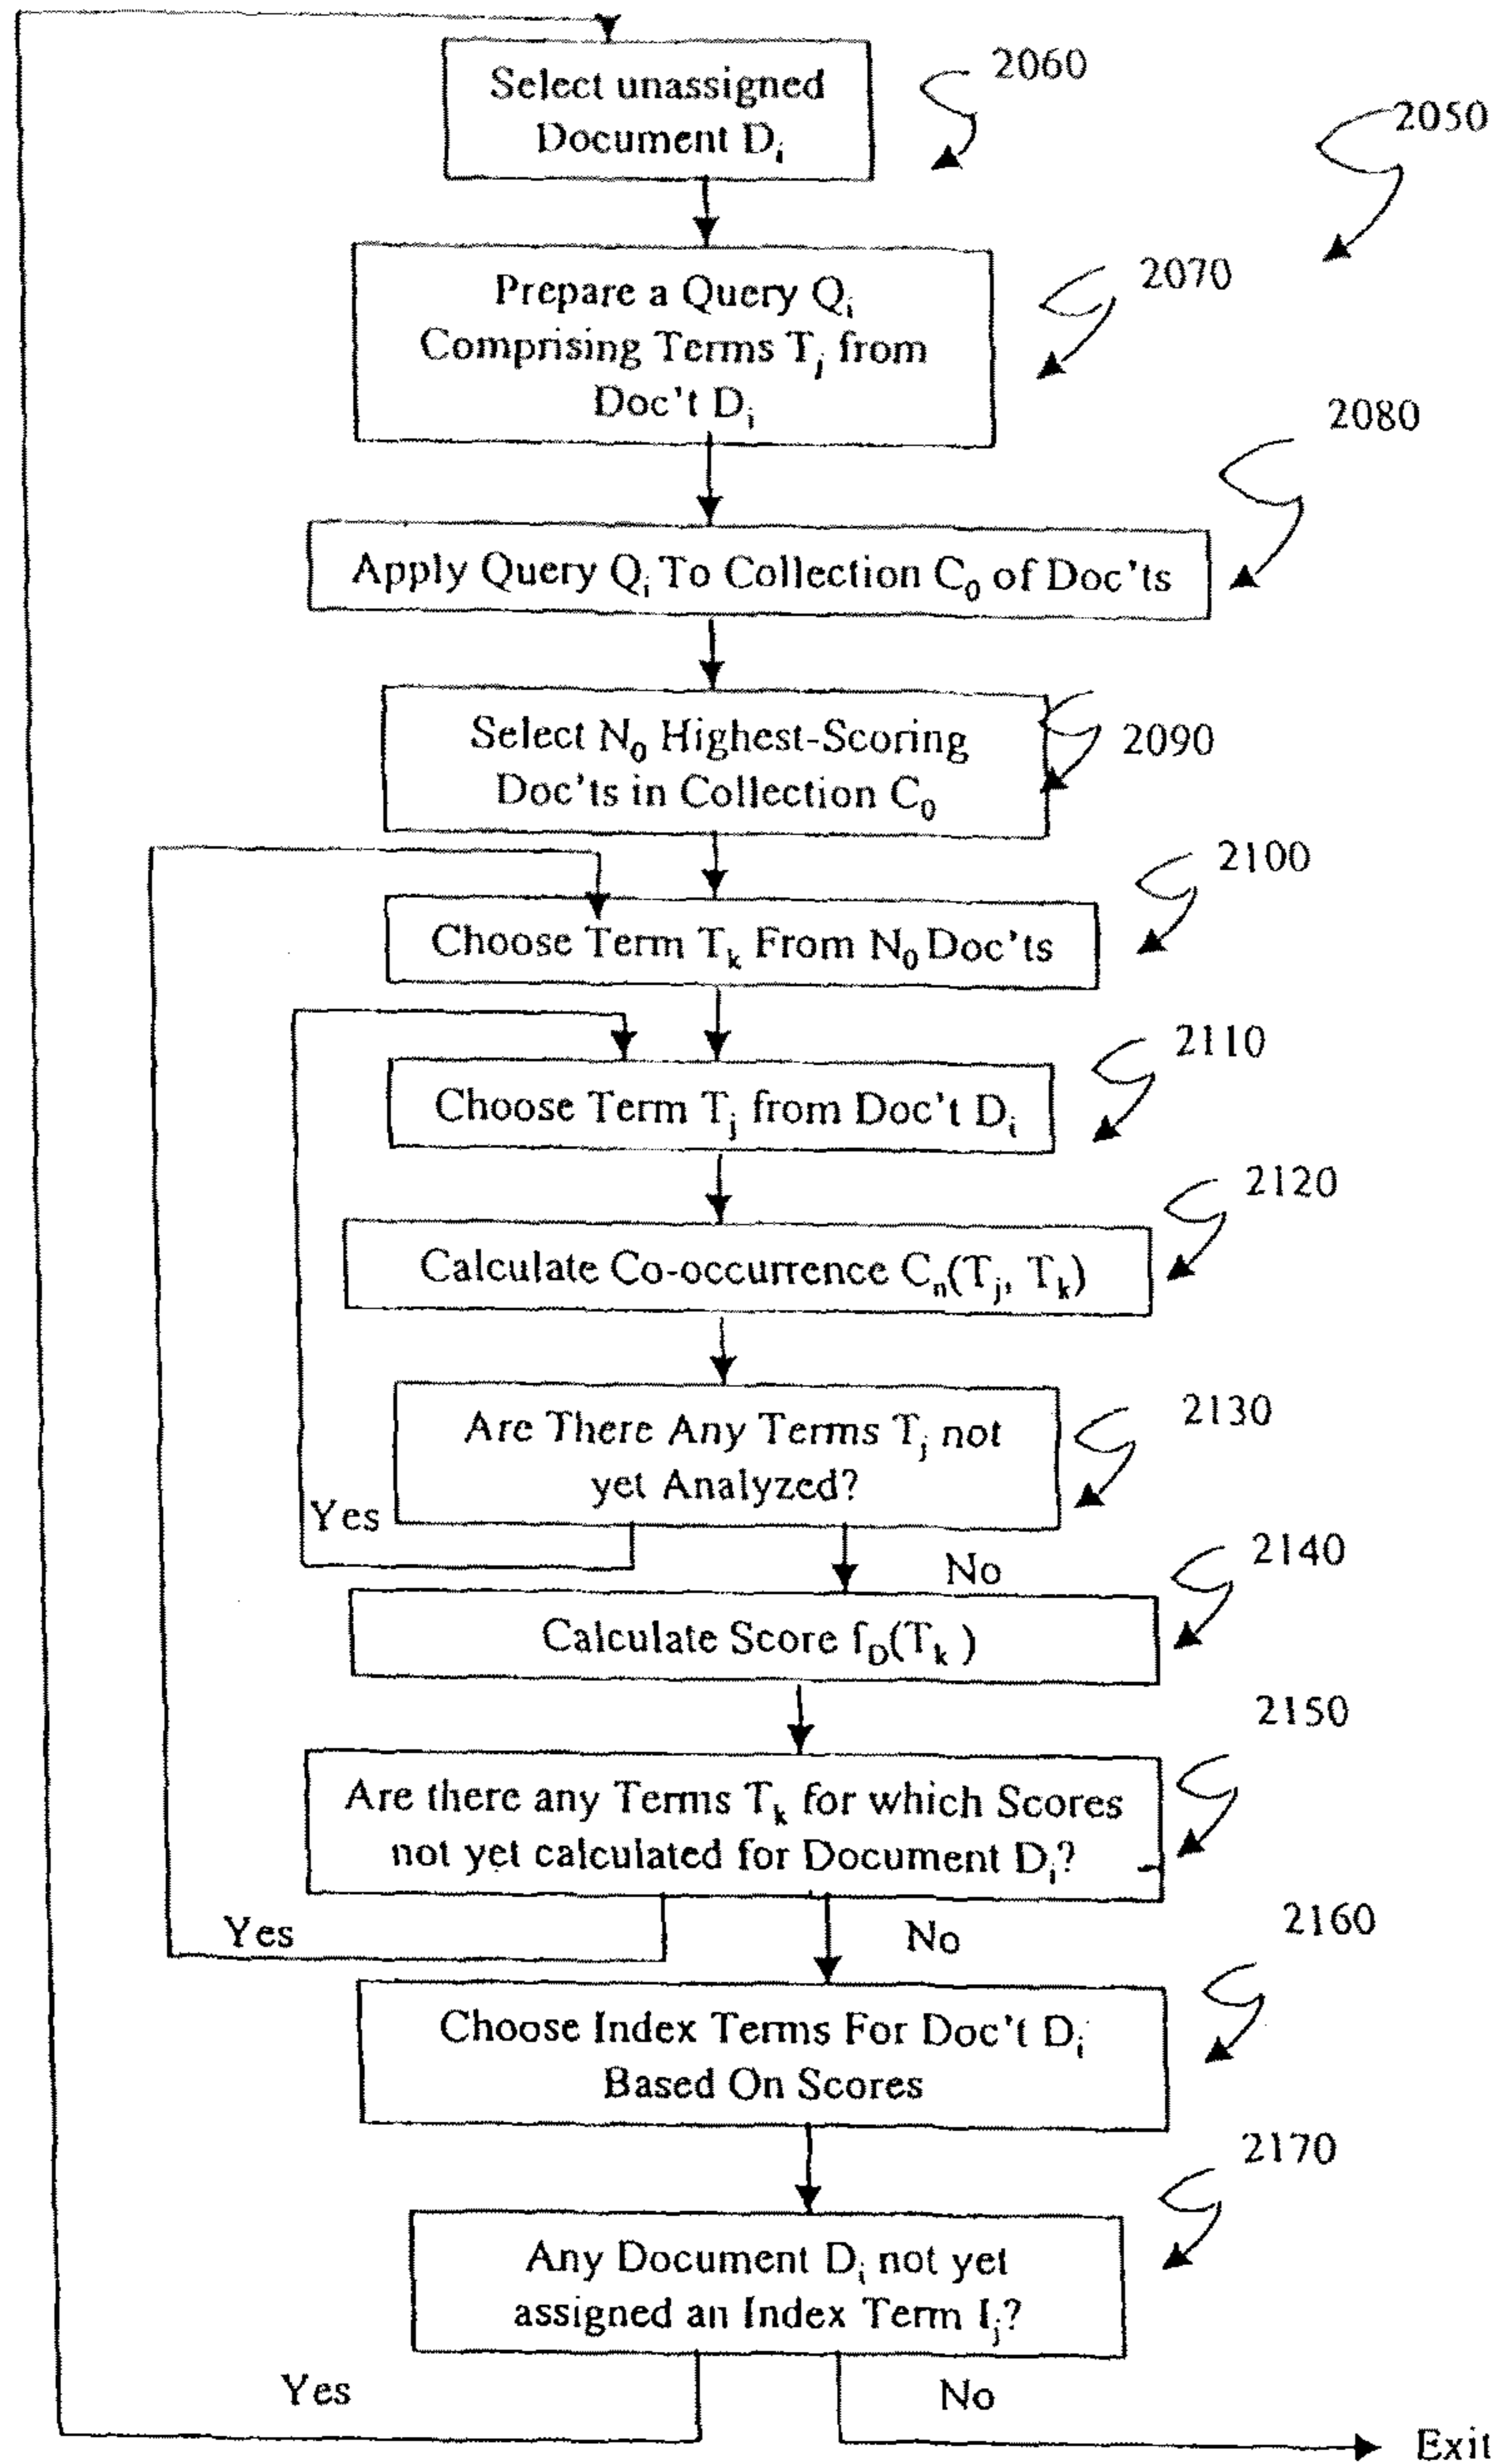 2060
Select unassigned
Document Di
2050
2070
Prepare a Query Qi
Comprising Terms Tj from
Doc't Di
2080
Apply Query Qi To Collection C0 of Doc'ts
Select N0 Highest-Scoring
Doc'ts in Collection C0
2090
2100
Choose Term Tk From N0 Doc'ts
2110
Choose Term Tj from Doc't Di
2120
Calculate Co-occurrence Cn(Tj, Tk)
2130
Are There Any Terms Tj not
yet Analyzed?
Yes
No
2140
Calculate Score fD(Tk )
2150
Are there any Terms Tk for which Scores
not yet calculated for Document Di?
Yes
No
2160
Choose Index Terms For Doc't Di
Based On Scores
2170
Any Document Di not yet
assigned an Index Term Ij?
Yes
No
Exit